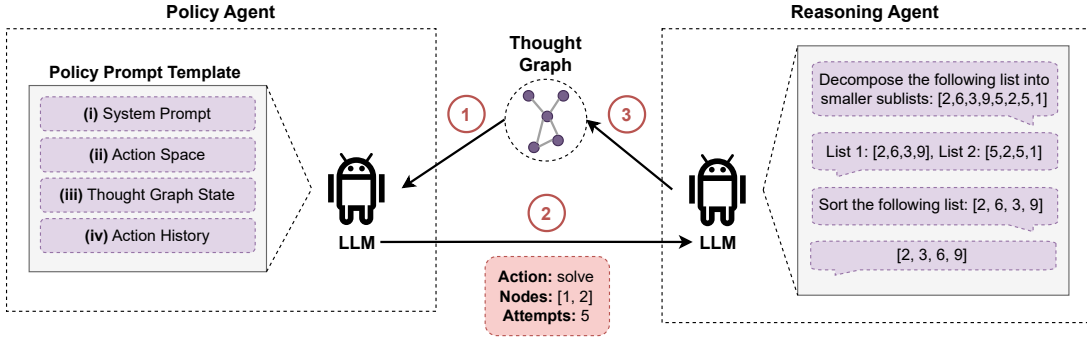 Policy Agent
Policy Prompt Template
(i) System Prompt
(ii) Action Space
(iii) Thought Graph State
(iv) Action History
LLM
1
Thought
Graph
3
2
Action: solve
Nodes: [1, 2]
Attempts: 5
Reasoning Agent
LLM
Decompose the following list into
smaller sublists: [2,6,3,9,5,2,5,1]
List 1: [2,6,3,9], List 2: [5,2,5,1]
Sort the following list: [2, 6, 3, 9]
[2, 3, 6, 9]